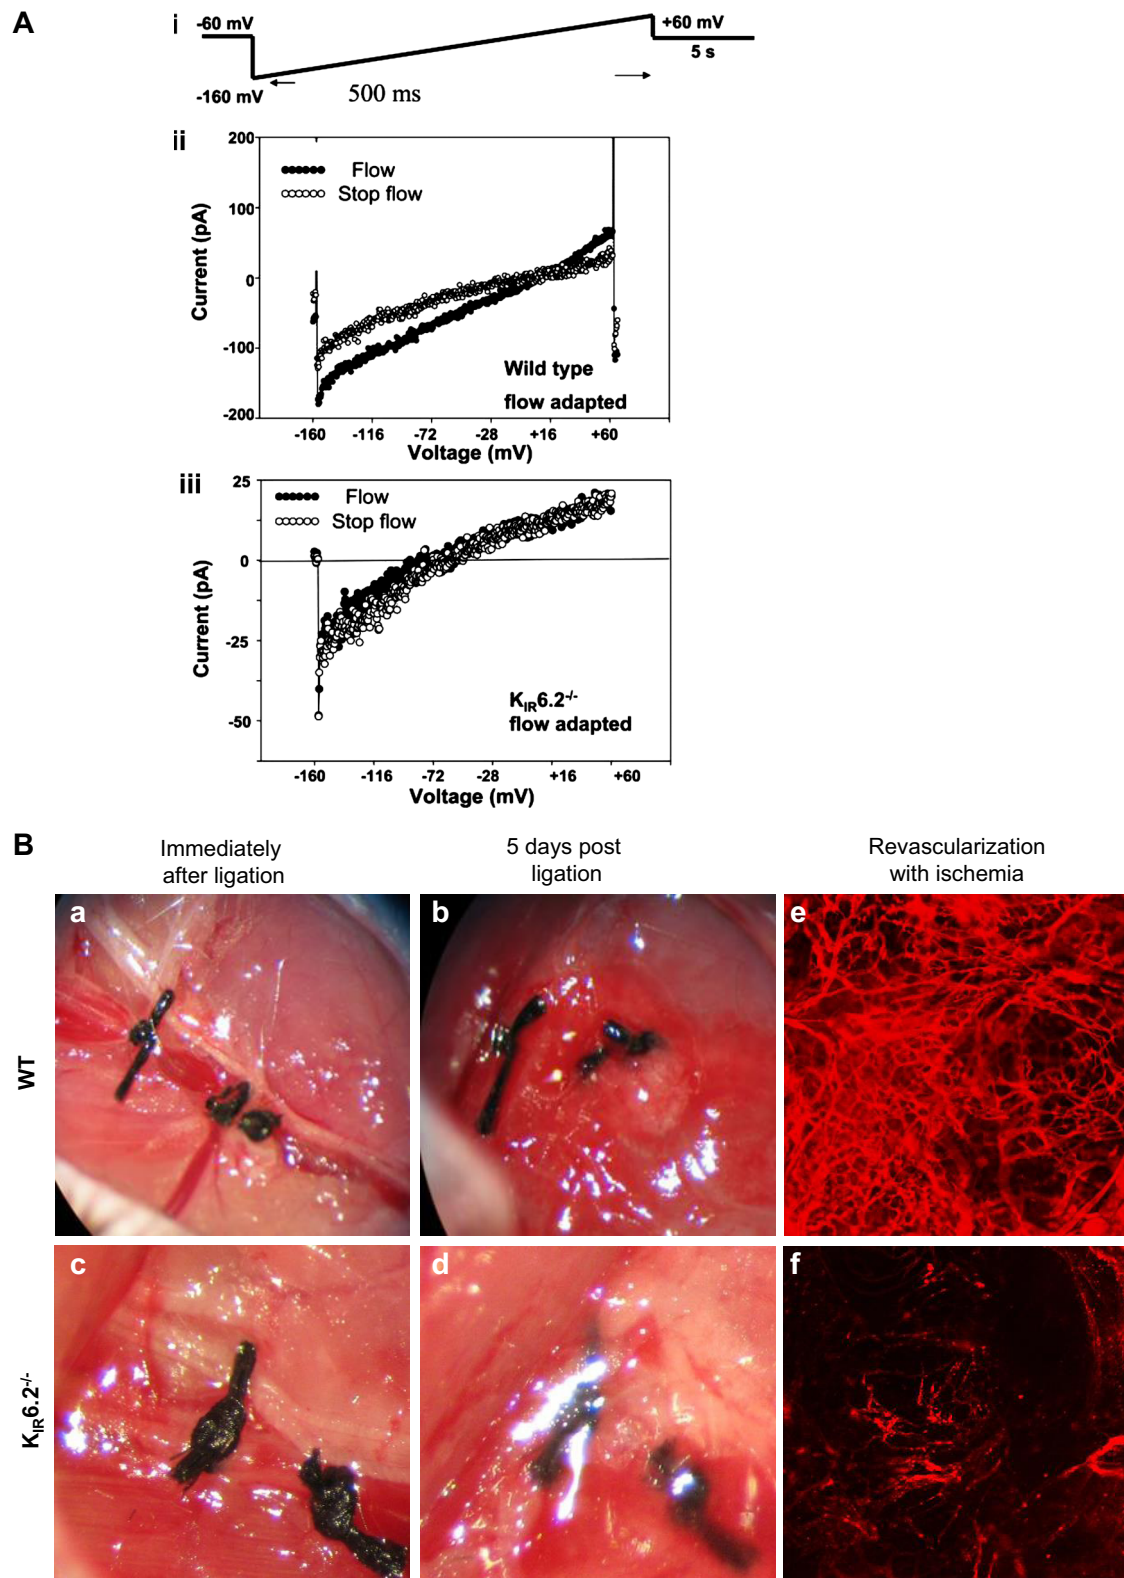 A
i
-60 mV
+60 mV
5 s
-160 mV
500 ms
ii
200
100
0
-100
-200
Current (pA)
Flow
Stop flow
Wild type
flow adapted
-160 -116 -72 -28 +16 +60
Voltage (mV)
iii
25
0
-25
-50
Current (pA)
Flow
Stop flow
KIR6.2-/-
flow adapted
-160 -116 -72 -28 +16 +60
Voltage (mV)
B
Immediately
after ligation
5 days post
ligation
Revascularization
with ischemia
WT
a
b
e
KIR6.2-/-
c
d
f